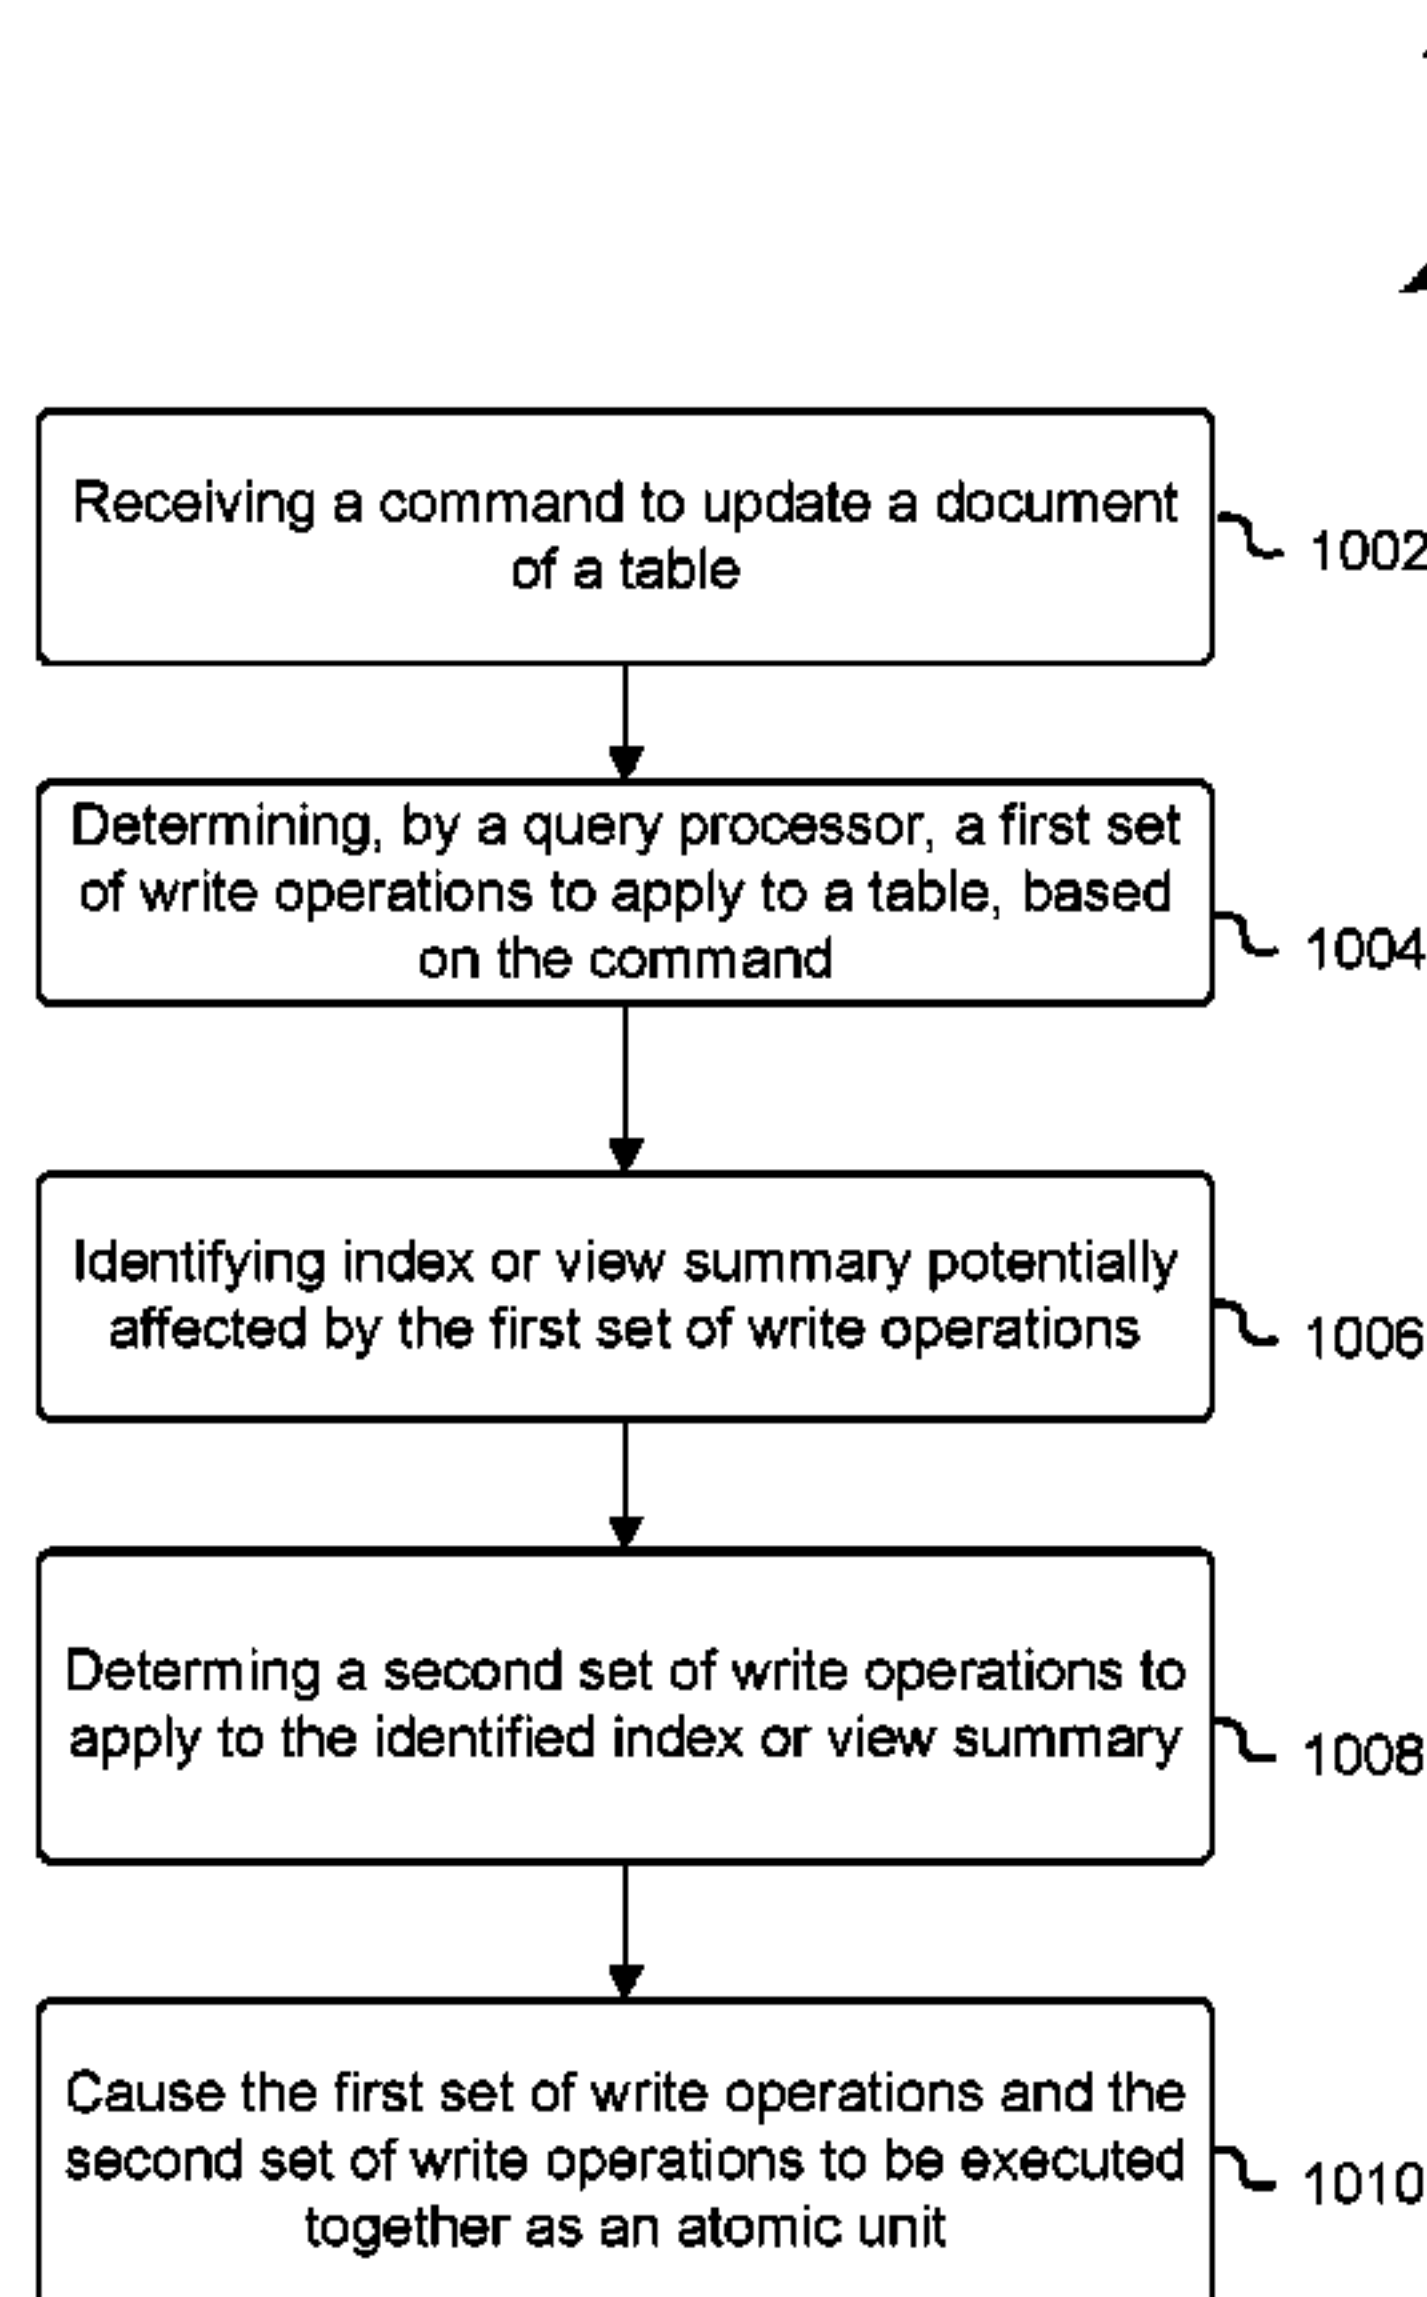 Receiving a command to update a document
of a table
1002
Determining, by a query processor, a first set
of write operations to apply to a table, based
on the command
1004
Identifying index or view summary potentially
affected by the first set of write operations
1006
Determing a second set of write operations to
apply to the identified index or view summary
1008
Cause the first set of write operations and the
second set of write operations to be executed
together as an atomic unit
1010